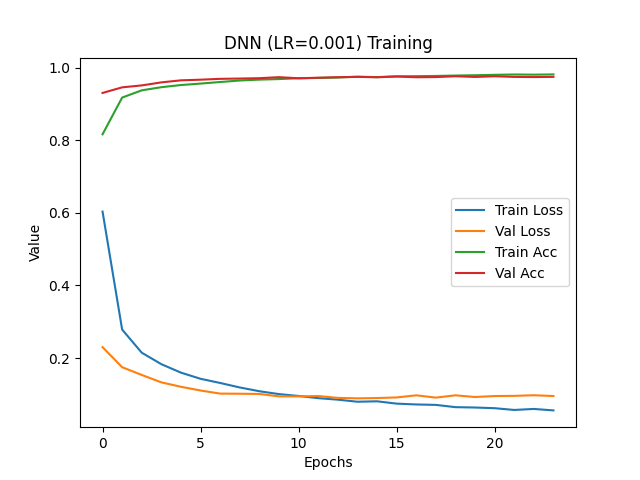 DNN (LR=0.001) Training
1.0
0.8
0.6
0.4
0.2
Value
Train Loss
Val Loss
Train Acc
Val Acc
0
5
10
15
20
Epochs